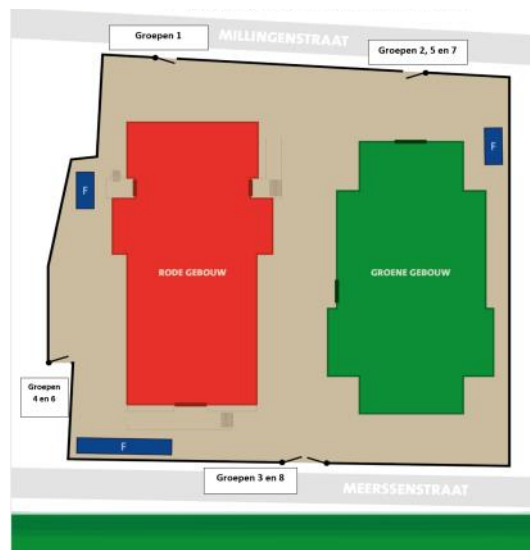 Groepen 1
MILLINGENSTRAAT
Groepen 2, 5 en 7
F
F
RODE GEBOUW
GROENE GEBOUW
Groepen
4 en 6
F
Groepen 3 en 8
MEERSSENSTRAAT